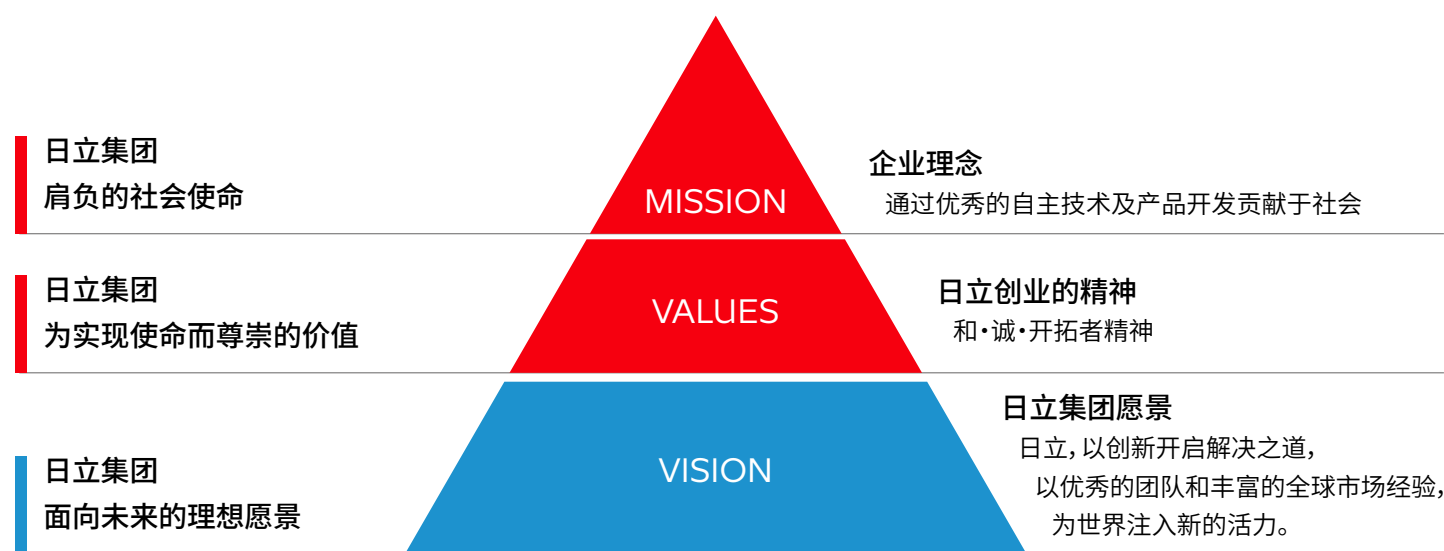 日立集团
肩负的社会使命
MISSION
企业理念
通过优秀的自主技术及产品开发贡献于社会
日立集团
为实现使命而尊崇的价值
VALUES
日立创业的精神
和·诚·开拓者精神
日立集团
面向未来的理想愿景
VISION
日立集团愿景
日立，以创新开启解决之道，
以优秀的团队和丰富的全球市场经验，
为世界注入新的活力。